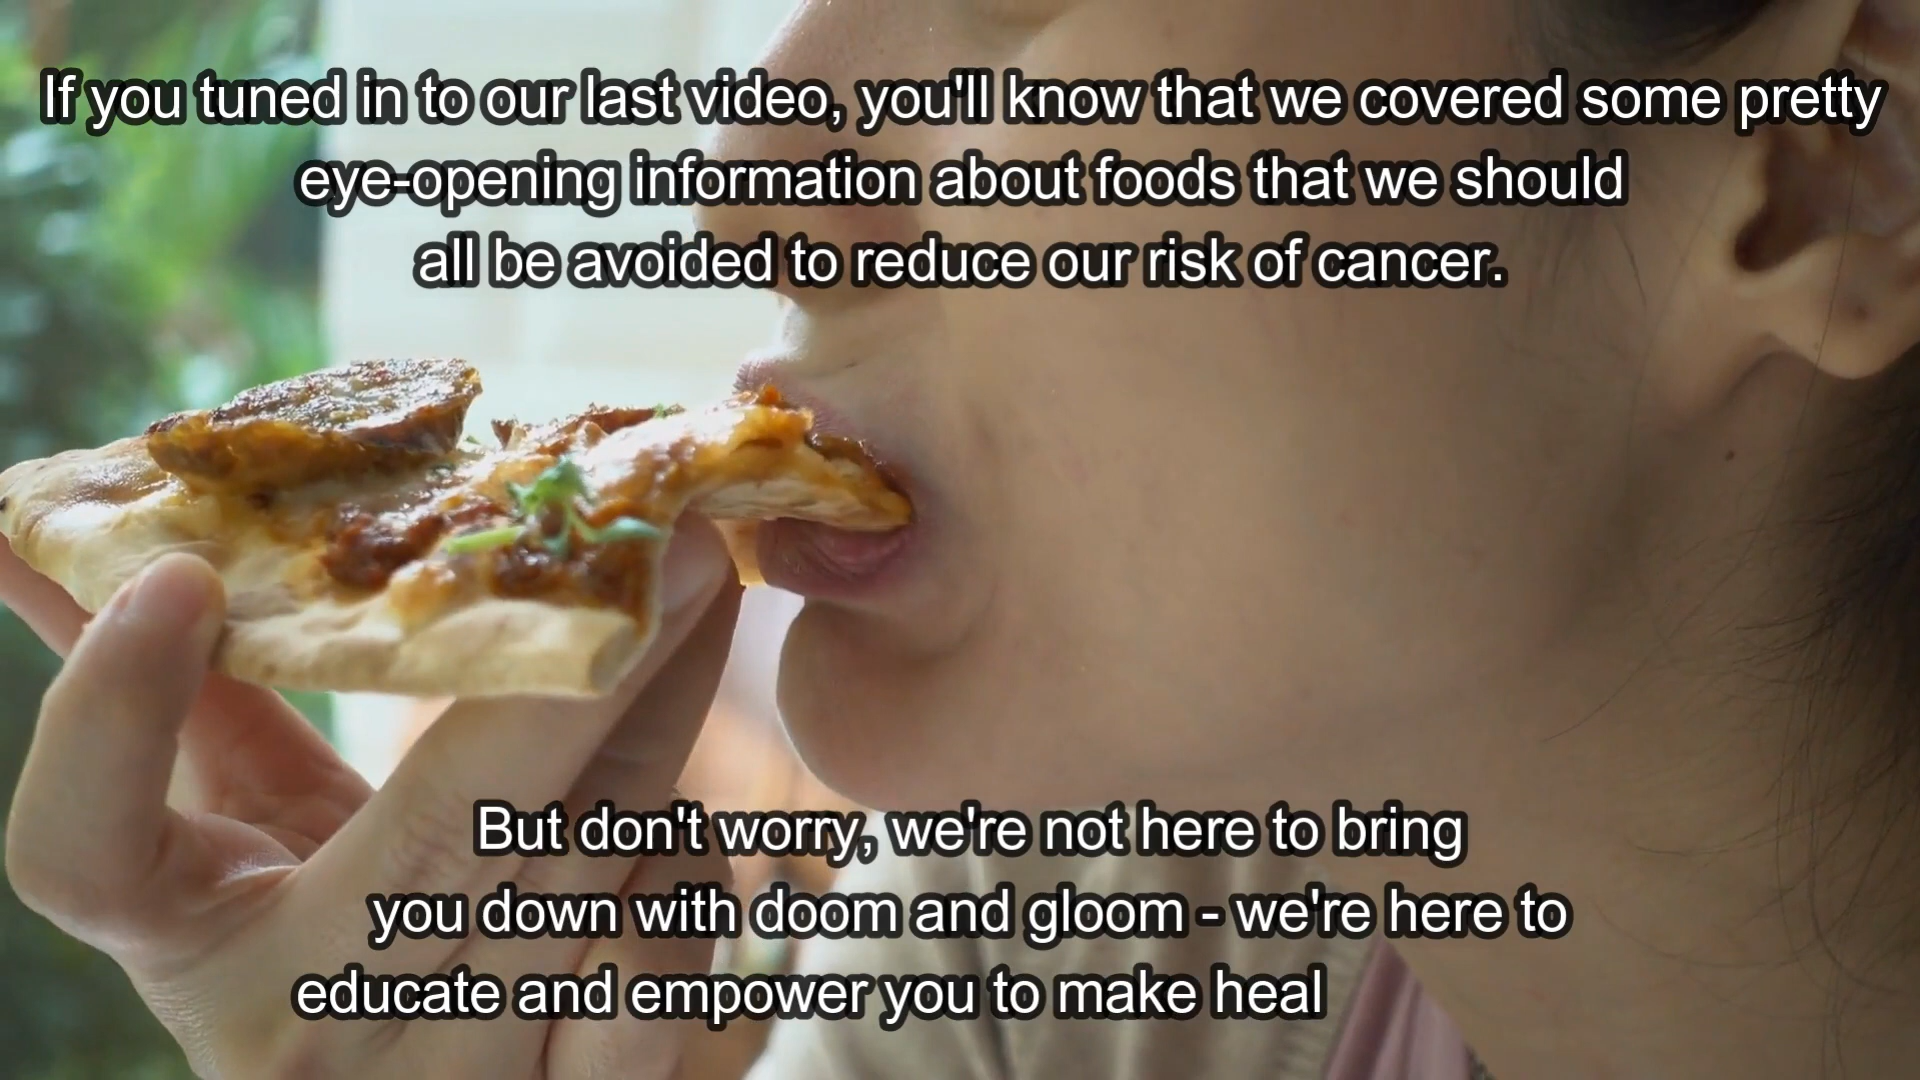 If you tuned in to our last video, you'll know that we covered some pretty
eye-opening information about foods that we should
all be avoided to reduce our risk of cancer.
But don't worry, we're not here to bring
you down with doom and gloom - we're here to
educate and empower you to make heal